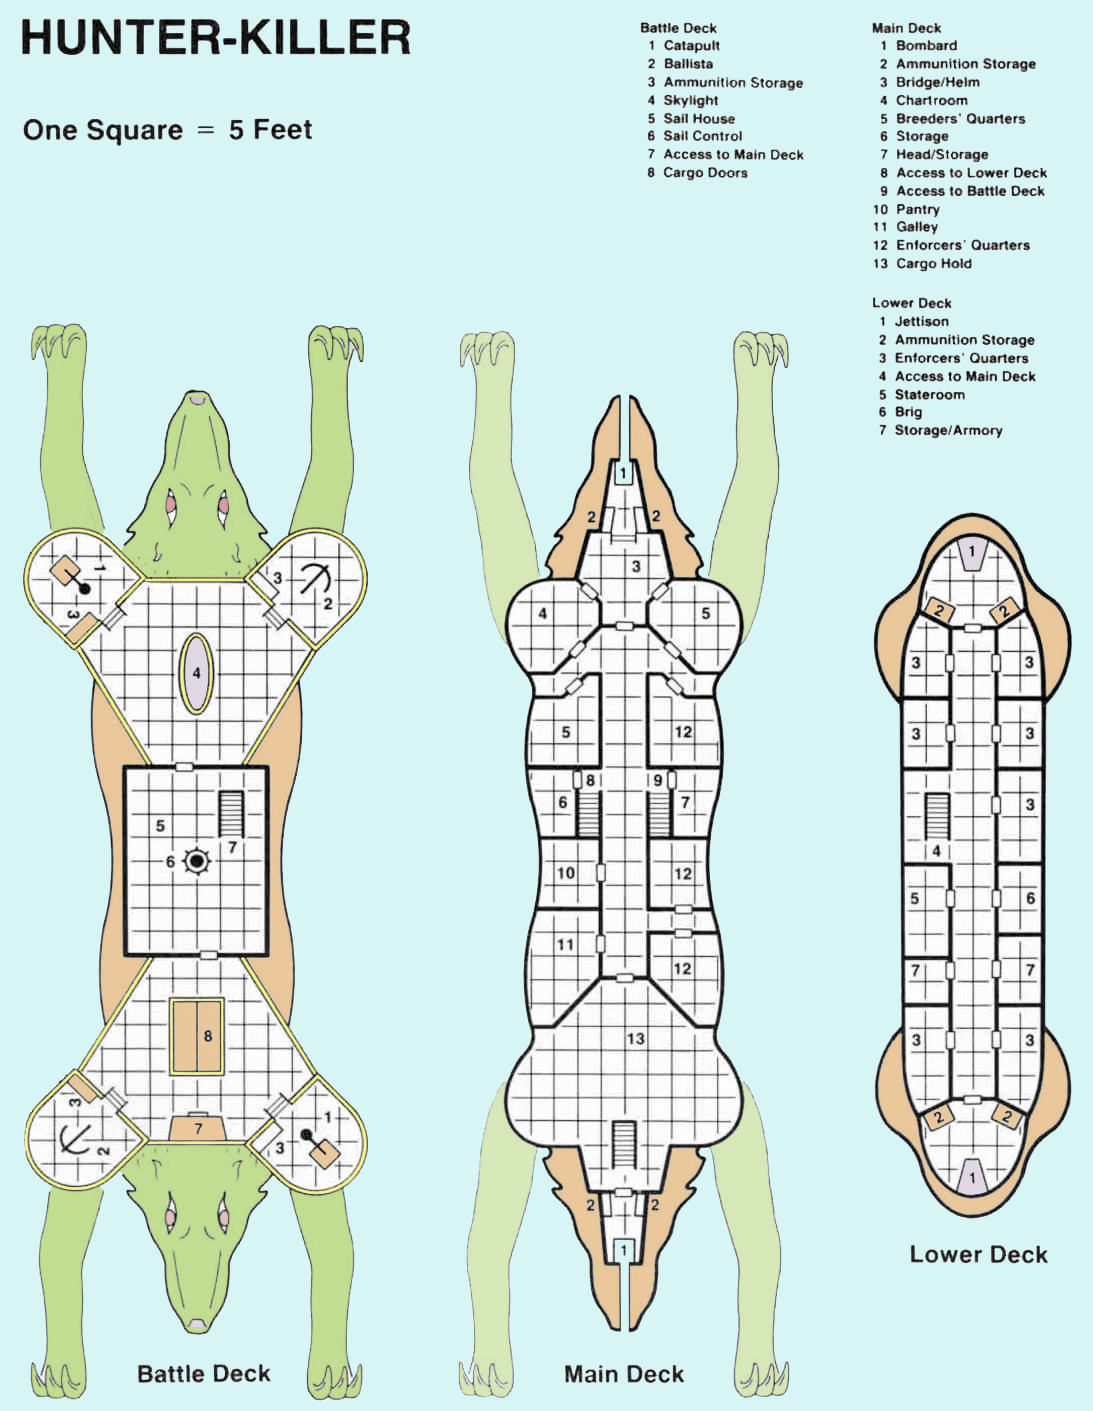 HUNTER-KILLER
One Square = 5 Feet
Battle Deck
1 Catapult
2 Ballista
3 Ammunition Storage
4 Skylight
5 Sail House
6 Sail Control
7 Access to Main Deck
8 Cargo Doors
Main Deck
1 Bombard
2 Ammunition Storage
3 Bridge/Helm
4 Chartroom
5 Breeders' Quarters
6 Storage
7 Head/Storage
8 Access to Lower Deck
9 Access to Battle Deck
10 Pantry
11 Galley
12 Enforcers' Quarters
13 Cargo Hold
Lower Deck
1 Jettison
2 Ammunition Storage
3 Enforcers' Quarters
4 Access to Main Deck
5 Stateroom
6 Brig
7 Storage/Armory
1
3
3
2
4
5
7
6
8
3
2
7
3
1
Battle Deck
1
2
2
3
4
5
5
12
8
9
6
7
10
12
11
12
13
2
2
1
Main Deck
1
2
2
3
3
3
3
3
4
5
6
7
7
3
3
2
2
1
Lower Deck